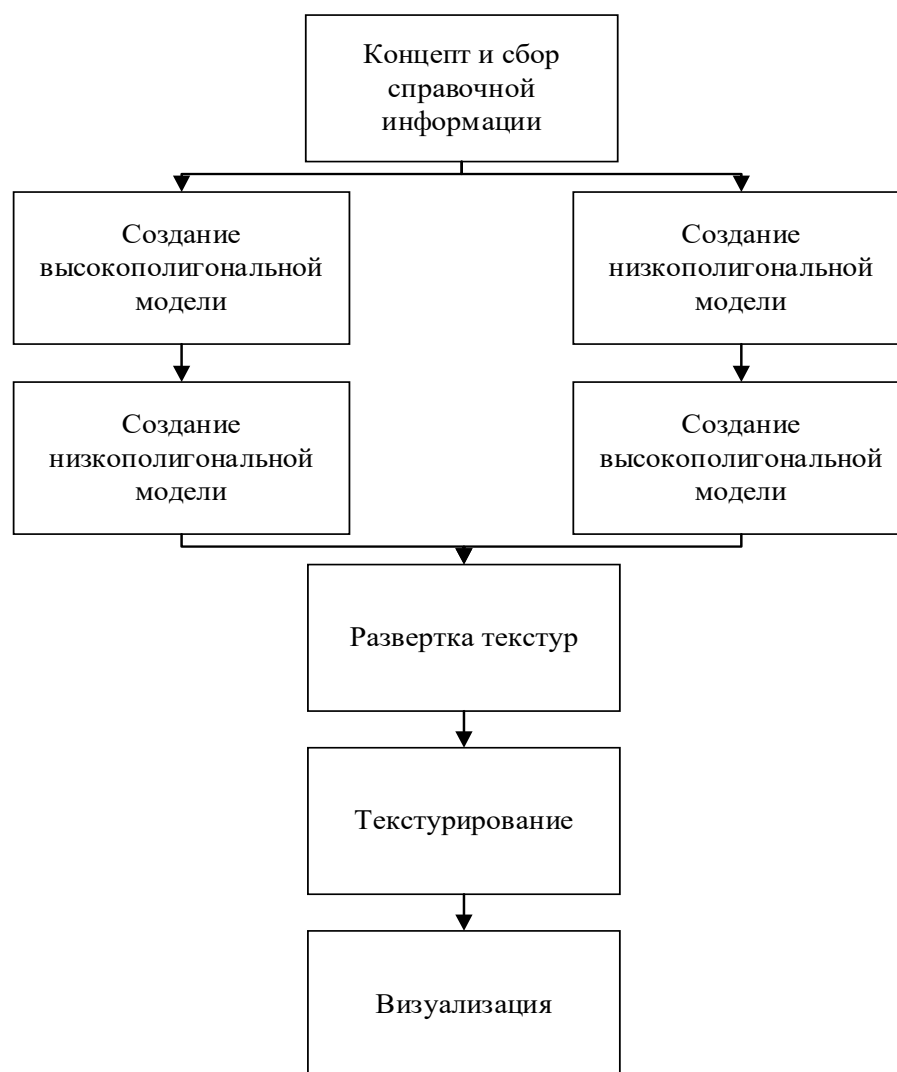 Концепт и сбор
справочной
информации
Создание
высокополигональной
модели
Создание
низкополигональной
модели
Создание
низкополигональной
модели
Создание
высокополигональной
модели
Развертка текстур
Текстурирование
Визуализация